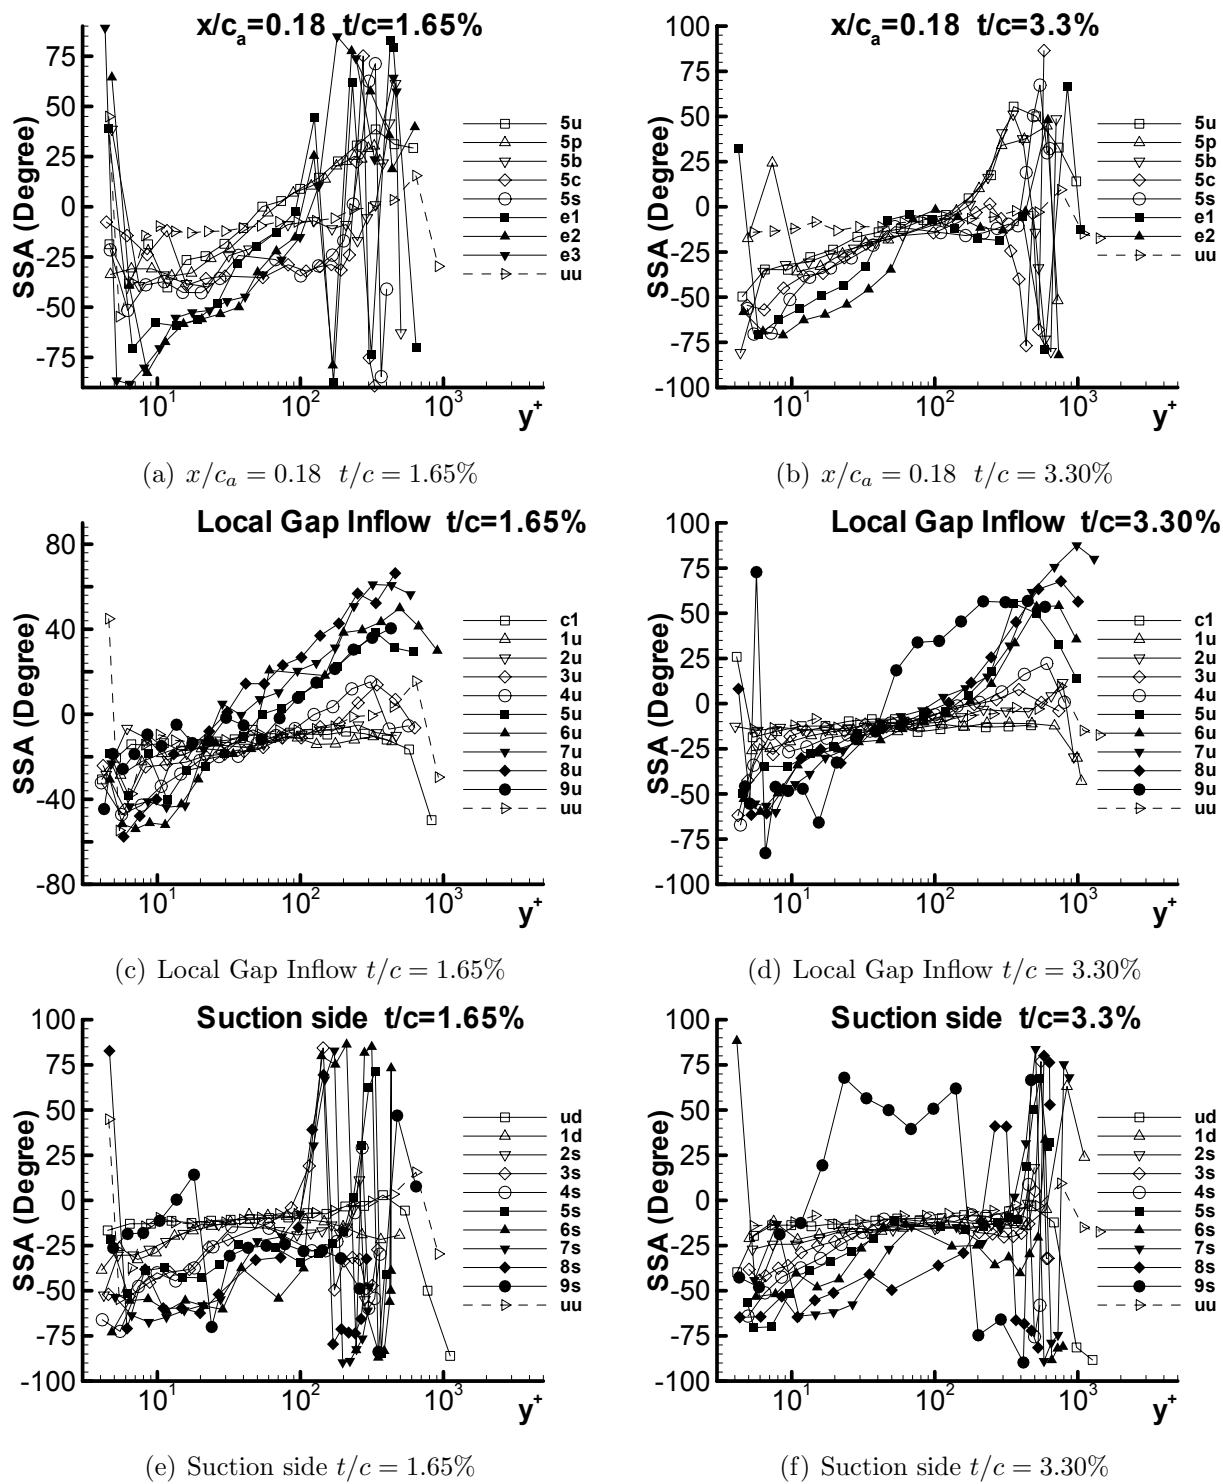 x/ca=0.18 t/c=1.65%
SSA (Degree)
75
50
25
0
-25
-50
-75
10^1
10^2
10^3
y+
5u
5p
5b
5c
5s
e1
e2
e3
uu
(a) x/ca = 0.18 t/c = 1.65%
x/ca=0.18 t/c=3.3%
SSA (Degree)
100
75
50
25
0
-25
-50
-75
-100
10^1
10^2
10^3
y+
5u
5p
5b
5c
5s
e1
e2
uu
(b) x/ca = 0.18 t/c = 3.30%
Local Gap Inflow t/c=1.65%
SSA (Degree)
80
40
0
-40
-80
10^1
10^2
10^3
y+
c1
1u
2u
3u
4u
5u
6u
7u
8u
9u
uu
(c) Local Gap Inflow t/c = 1.65%
Local Gap Inflow t/c=3.30%
SSA (Degree)
100
75
50
25
0
-25
-50
-75
-100
10^1
10^2
10^3
y+
c1
1u
2u
3u
4u
5u
6u
7u
8u
9u
uu
(d) Local Gap Inflow t/c = 3.30%
Suction side t/c=1.65%
SSA (Degree)
100
75
50
25
0
-25
-50
-75
-100
10^1
10^2
10^3
y+
ud
1d
2s
3s
4s
5s
6s
7s
8s
9s
uu
(e) Suction side t/c = 1.65%
Suction side t/c=3.3%
SSA (Degree)
100
75
50
25
0
-25
-50
-75
-100
10^1
10^2
10^3
y+
ud
1d
2s
3s
4s
5s
6s
7s
8s
9s
uu
(f) Suction side t/c = 3.30%